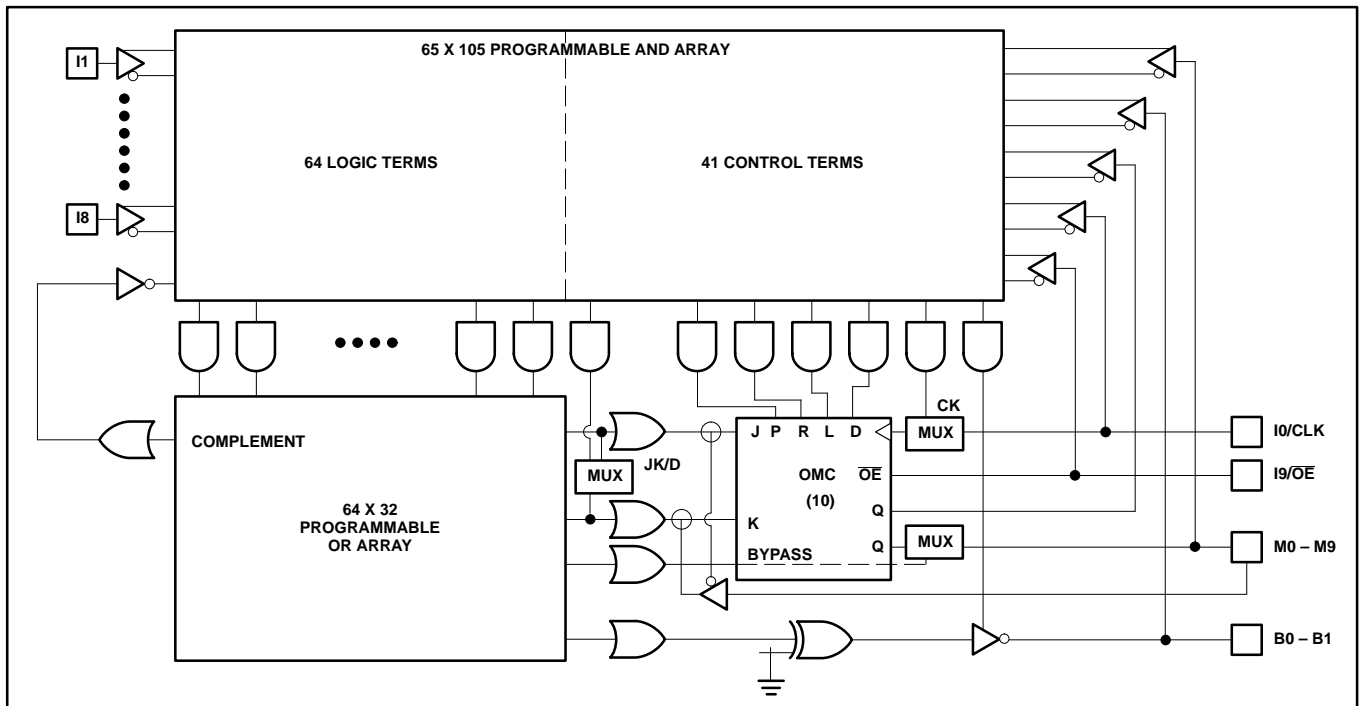 65 X 105 PROGRAMMABLE AND ARRAY
I1
64 LOGIC TERMS
41 CONTROL TERMS
I8
CK
J P R L D
MUX
I0/CLK
COMPLEMENT
JK/D
MUX
OMC
(10)
OE
I9/OE
64 X 32
PROGRAMMABLE
OR ARRAY
K
Q
Q
MUX
M0 – M9
BYPASS
B0 – B1